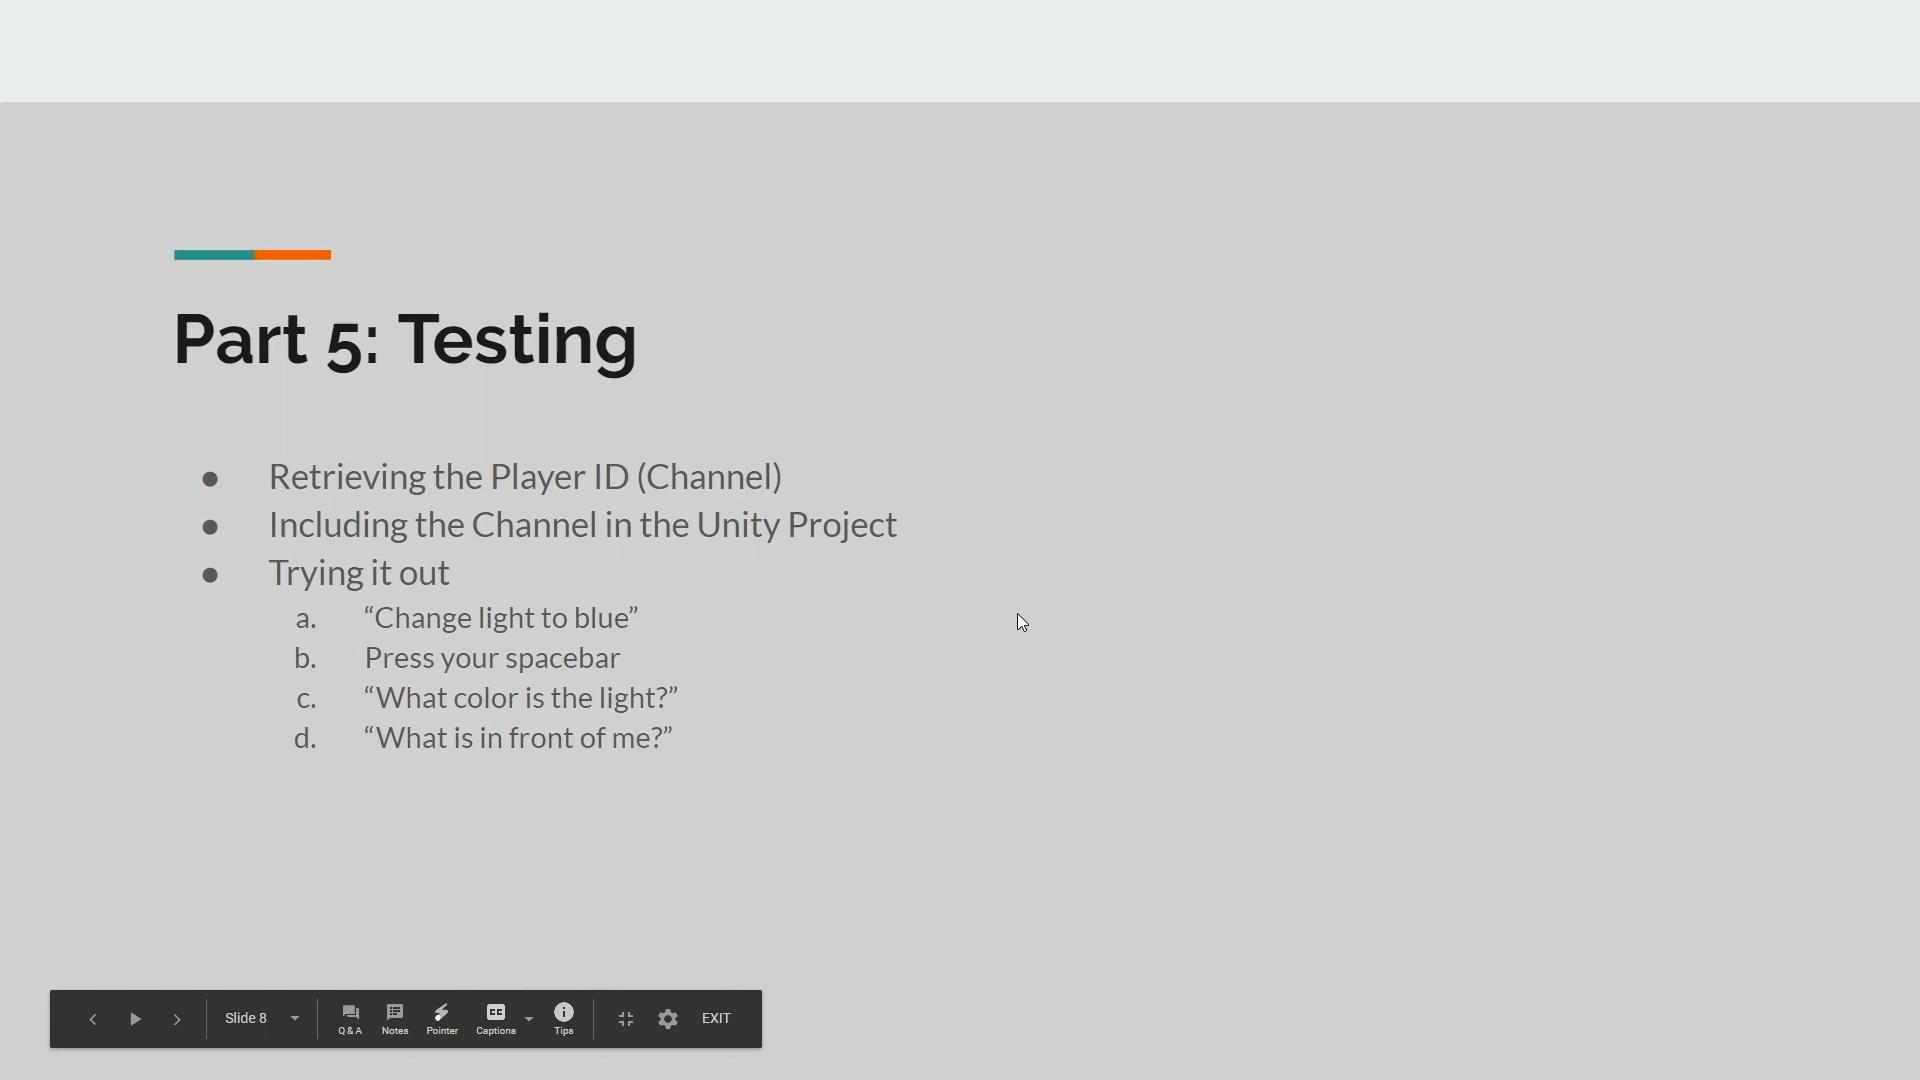 Part 5: Testing
● Retrieving the Player ID (Channel)
● Including the Channel in the Unity Project
● Trying it out
a. “Change light to blue”
b. Press your spacebar
c. “What color is the light?”
d. “What is in front of me?”
Slide 8 Q & A Notes Pointer Captions Tips EXIT